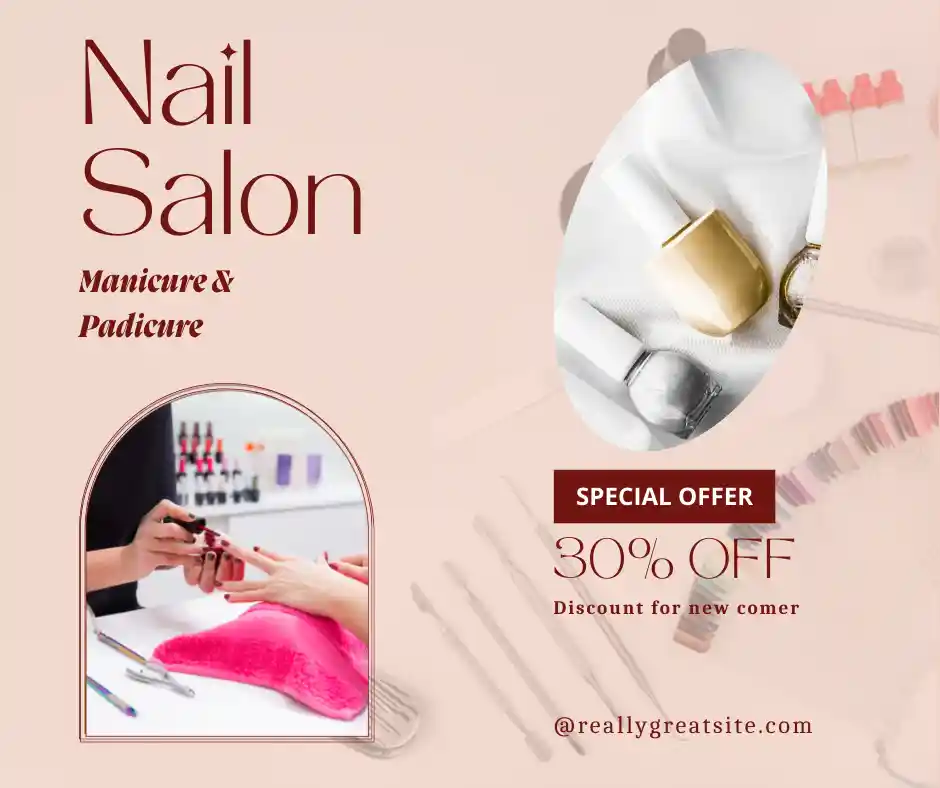 Nail
Salon
Manicure &
Padicure
SPECIAL OFFER
30% OFF
Discount for new comer
@reallygreatsite.com